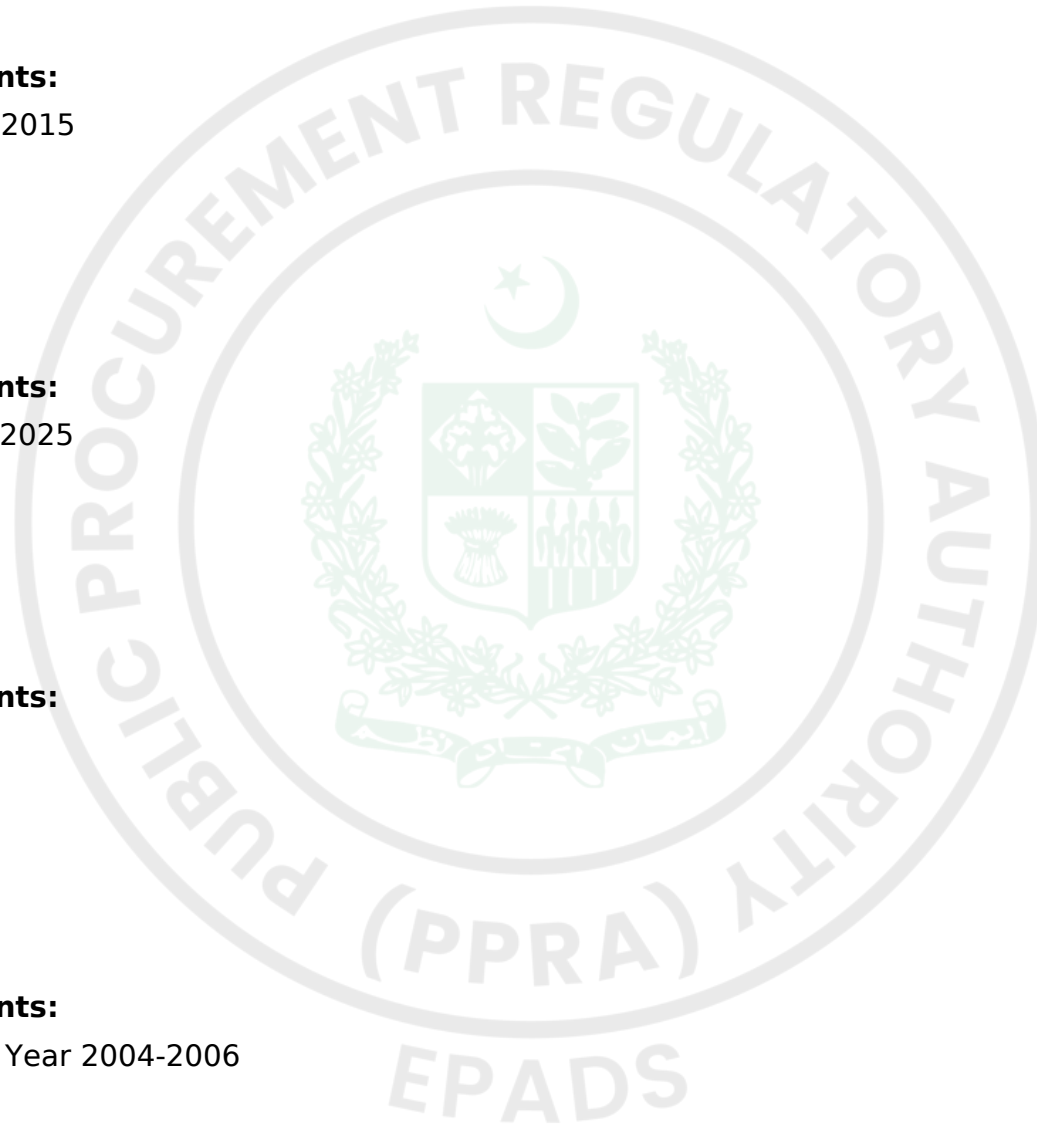 nts:
2015
nts:
2025
nts:
nts:
Year 2004-2006
PUBLIC PROCUREMENT REGULATORY AUTHORITY
(PPRA)
EPADS